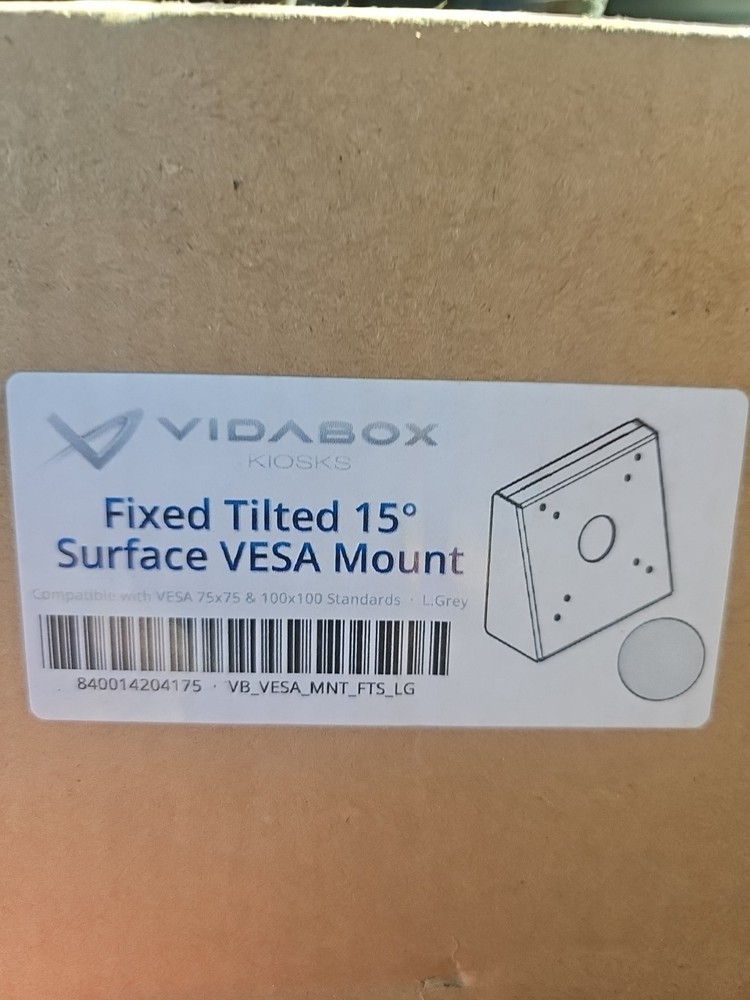 VIDABOX
KIOSKS
Fixed Tilted 15°
Surface VESA Mount
Compatible with VESA 75x75 & 100x100 Standards · L.Grey
840014204175 · VB_VESA_MNT_FTS_LG